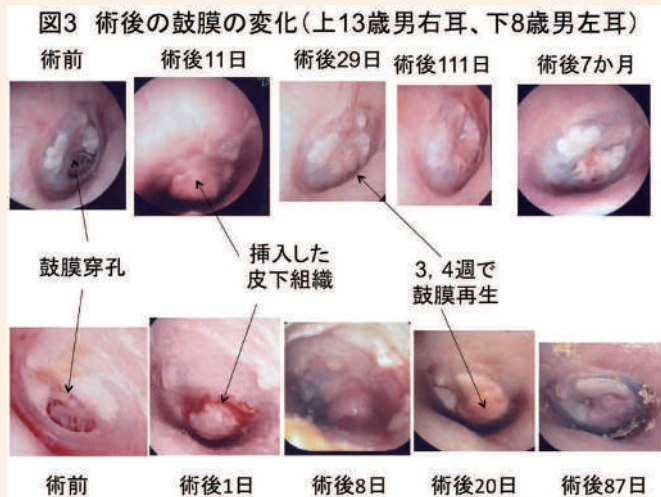 図3 術後の鼓膜の変化(上13歳男右耳、下8歳男左耳)
術前
術後11日
術後29日
術後111日
術後7か月
鼓膜穿孔
挿入した
皮下組織
3, 4週で
鼓膜再生
術前
術後1日
術後8日
術後20日
術後87日